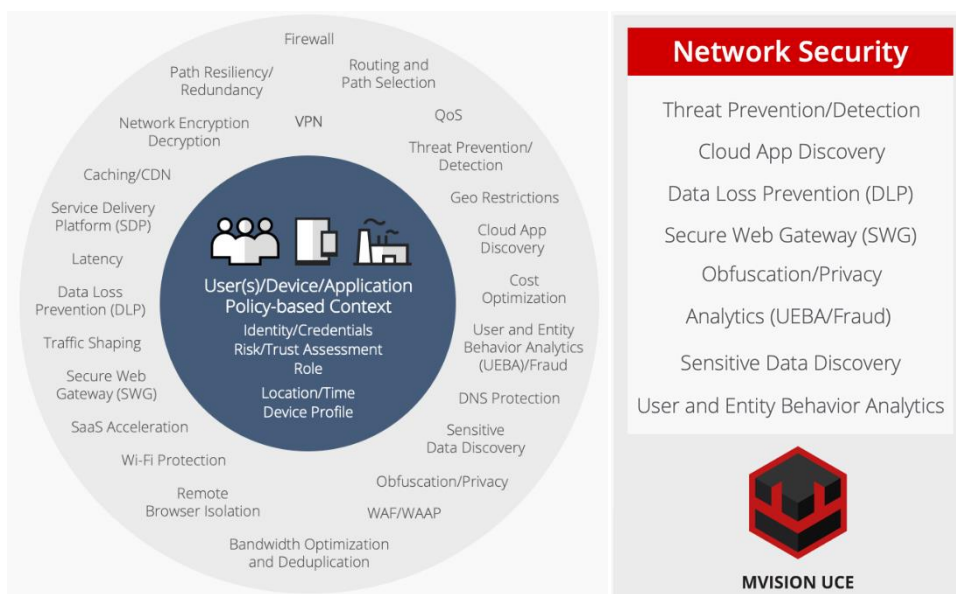 Firewall
Routing and
Path Selection
QoS
Threat Prevention/
Detection
Geo Restrictions
Cloud App
Discovery
Cost
Optimization
User and Entity
Behavior Analytics
(UEBA)/Fraud
DNS Protection
Sensitive
Data Discovery
Obfuscation/Privacy
WAF/WAAP
Bandwidth Optimization
and Deduplication
Remote
Browser Isolation
Wi-Fi Protection
SaaS Acceleration
Secure Web
Gateway (SWG)
Traffic Shaping
Data Loss
Prevention (DLP)
Latency
Service Delivery
Platform (SDP)
Caching/CDN
Network Encryption
Decryption
Path Resiliency/
Redundancy
VPN
User(s)/Device/Application
Policy-based Context
Identity/Credentials
Risk/Trust Assessment
Role
Location/Time
Device Profile
Network Security
Threat Prevention/Detection
Cloud App Discovery
Data Loss Prevention (DLP)
Secure Web Gateway (SWG)
Obfuscation/Privacy
Analytics (UEBA/Fraud)
Sensitive Data Discovery
User and Entity Behavior Analytics
MVISION UCE